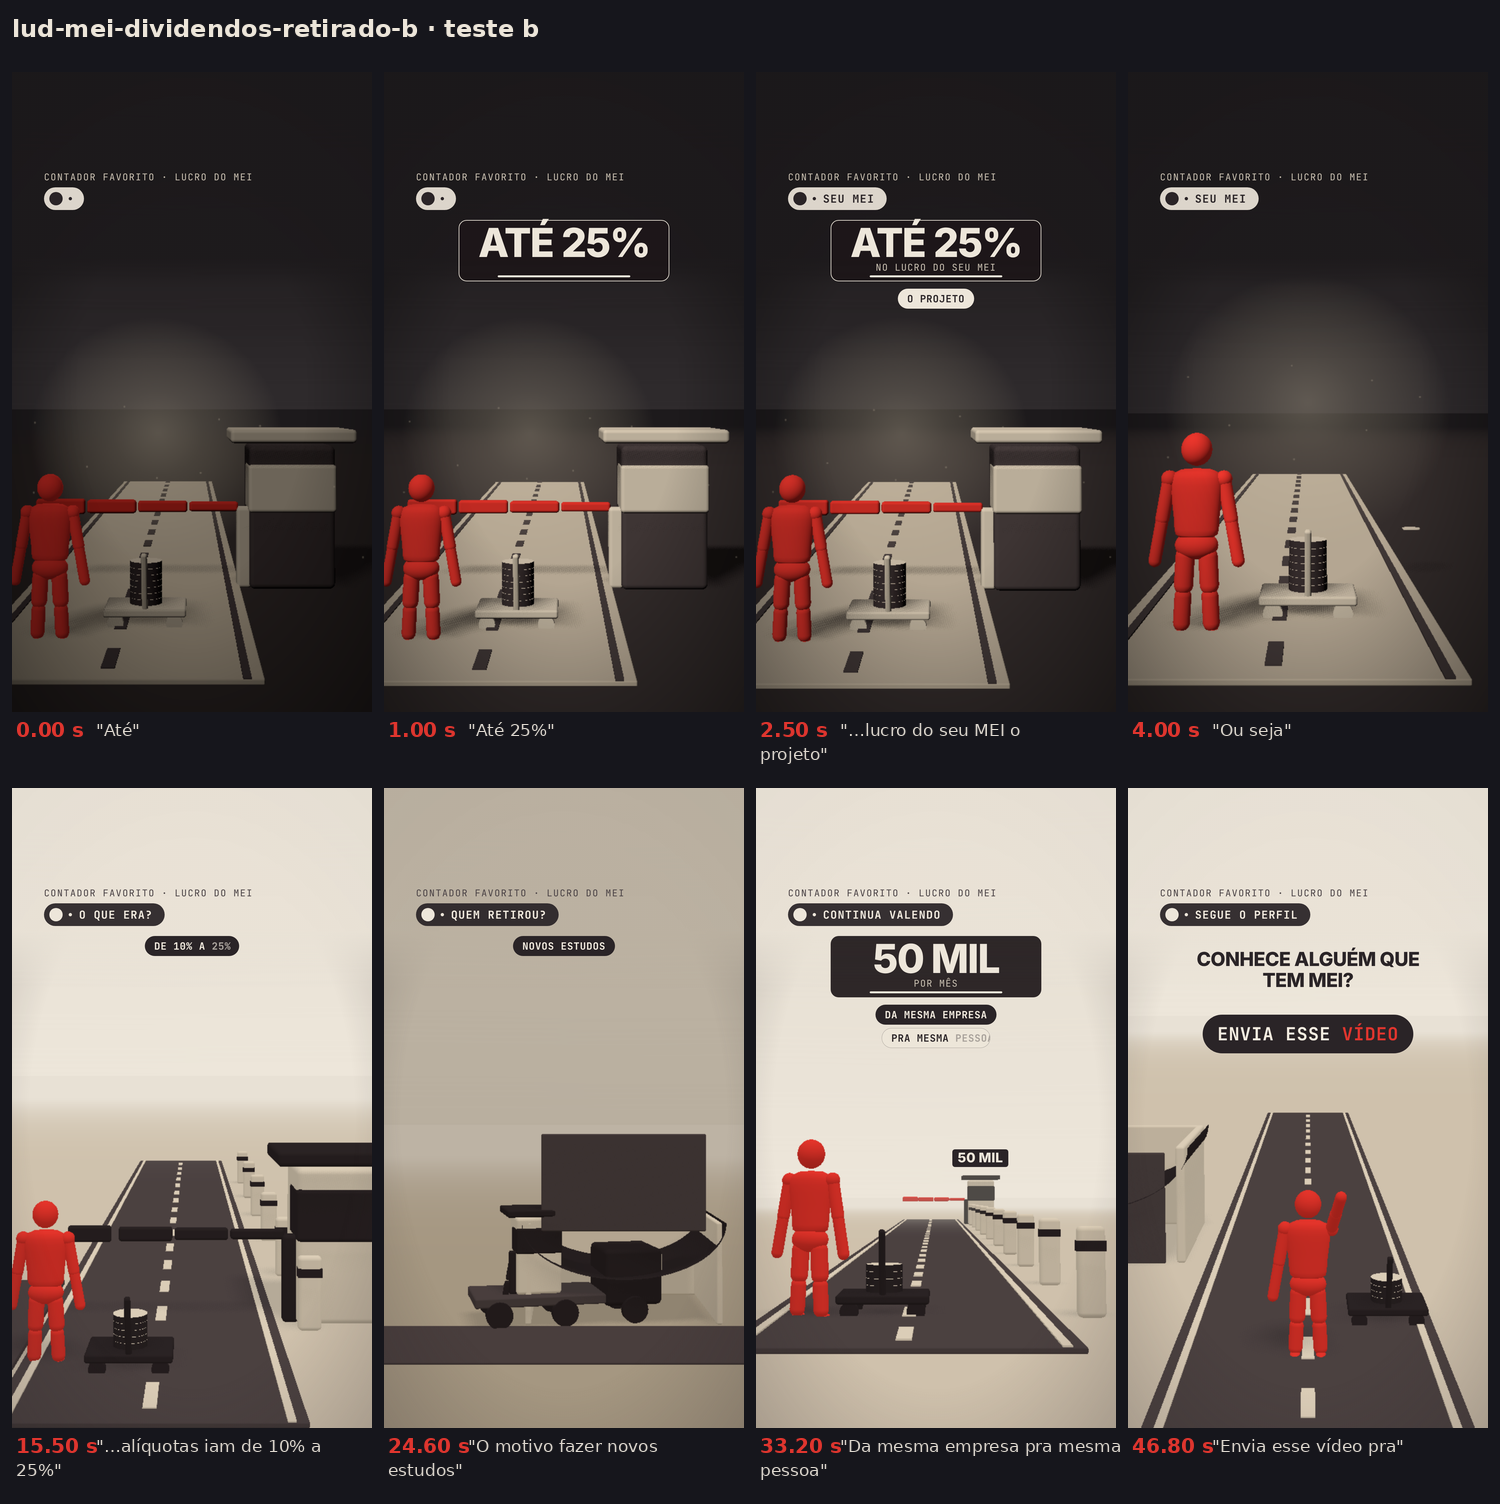 lud-mei-dividendos-retirado-b · teste b
CONTADOR FAVORITO · LUCRO DO MEI
CONTADOR FAVORITO · LUCRO DO MEI
ATÉ 25%
CONTADOR FAVORITO · LUCRO DO MEI
• SEU MEI
ATÉ 25%
NO LUCRO DO SEU MEI
O PROJETO
CONTADOR FAVORITO · LUCRO DO MEI
• SEU MEI
0.00 s "Até"
1.00 s "Até 25%"
2.50 s "...lucro do seu MEI o
projeto"
4.00 s "Ou seja"
CONTADOR FAVORITO · LUCRO DO MEI
• O QUE ERA?
DE 10% A 25%
CONTADOR FAVORITO · LUCRO DO MEI
• QUEM RETIROU?
NOVOS ESTUDOS
CONTADOR FAVORITO · LUCRO DO MEI
• CONTINUA VALENDO
50 MIL
POR MÊS
DA MESMA EMPRESA
PRA MESMA PESSOA
50 MIL
CONTADOR FAVORITO · LUCRO DO MEI
• SEGUE O PERFIL
CONHECE ALGUÉM QUE
TEM MEI?
ENVIA ESSE VÍDEO
15.50 s "...alíquotas iam de 10% a
25%"
24.60 s "O motivo fazer novos
estudos"
33.20 s "Da mesma empresa pra mesma
pessoa"
46.80 s "Envia esse vídeo pra"